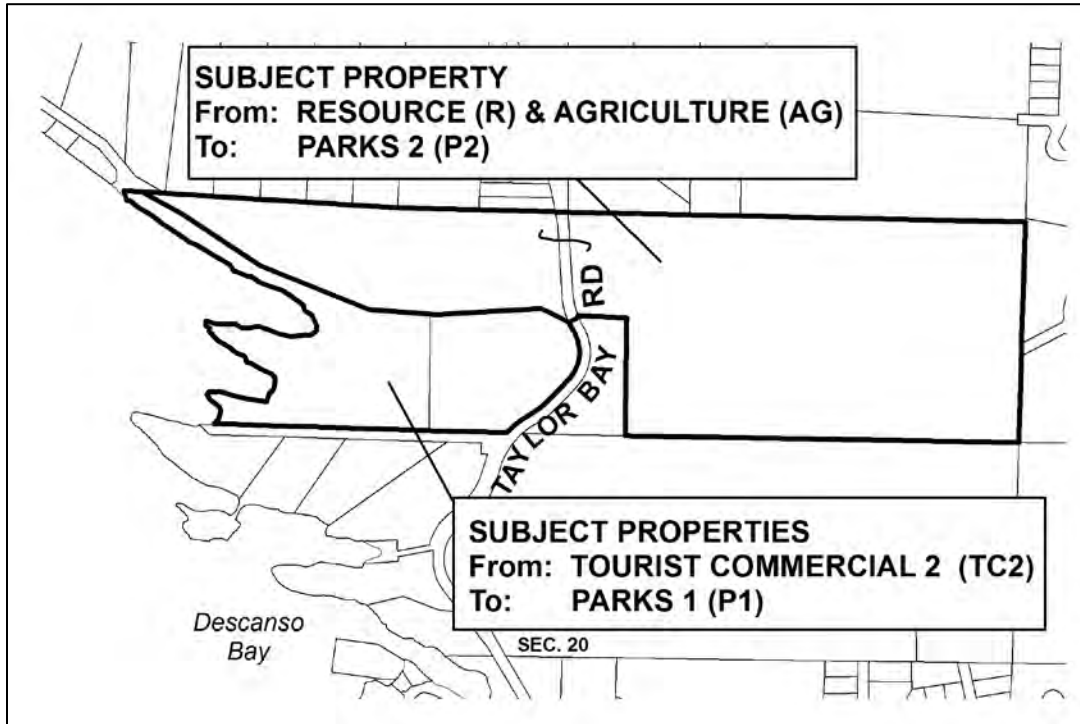 SUBJECT PROPERTY
From: RESOURCE (R) & AGRICULTURE (AG)
To: PARKS 2 (P2)
TAYLOR BAY RD
SUBJECT PROPERTIES
From: TOURIST COMMERCIAL 2 (TC2)
To: PARKS 1 (P1)
Descanso
Bay
SEC. 20